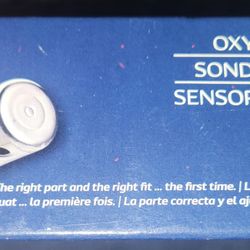 OXY
SOND
SENSOR
The right part and the right fit ... the first time. | L
uat ... la première fois. | La parte correcta y el aj